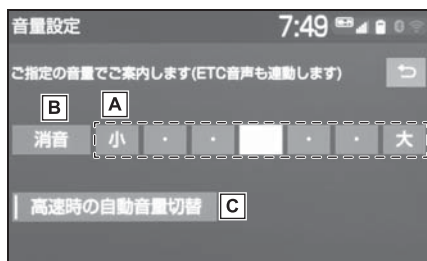 音量設定 7:49
ご指定の音量でご案内します(ETC音声も連動します)
B A
消音 小 ・ ・ ・ ・ 大
高速時の自動音量切替 C